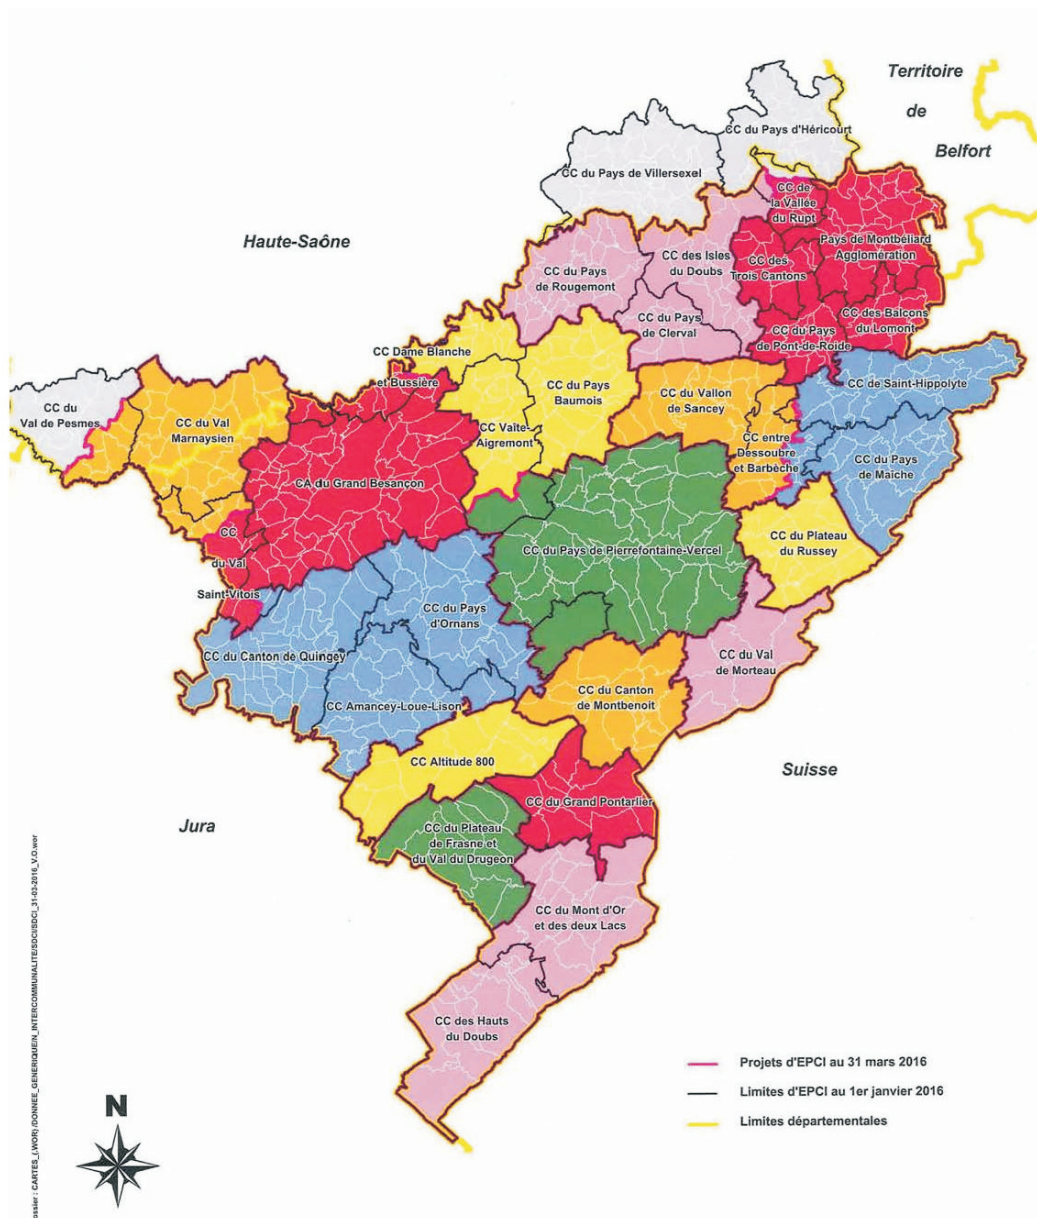 Territoire
de
Belfort
CC du Pays d'Héricourt
CC du Pays de Villersexel
CC de
la Vallée
du Rupt
Haute-Saône
Pays de Montbéliard
Agglomération
CC des Isles
du Doubs
CC des
Trois Cantons
CC du Pays
de Rougemont
CC des Balcons
du Lomont
CC du Pays
de Clerval
CC du Pays
de Pont-de-Roide
CC Dame Blanche
et Bussière
CC de Saint-Hippolyte
CC du Pays
Baumois
CC du Vallon
de Sancey
CC du
Val de Pesmes
CC du Val
Marnaysien
CC Vaîte-
Aigremont
CC entre
Dessoubre
et Barbèche
CC du Pays
de Maîche
CA du Grand Besançon
CC
du Val
Saint-Vitois
CC du Plateau
du Russey
CC du Pays de Pierrefontaine-Vercel
CC du Pays
d'Ornans
CC du Canton de Quingey
CC du Val
de Morteau
CC Amancey-Loue-Lison
CC du Canton
de Montbenoit
CC Altitude 800
Suisse
CC du Grand Pontarlier
Jura
CC du Plateau
de Frasne et
du Val du Drugeon
CC du Mont d'Or
et des deux Lacs
CC des Hauts
du Doubs
Projets d'EPCI au 31 mars 2016
Limites d'EPCI au 1er janvier 2016
Limites départementales
N